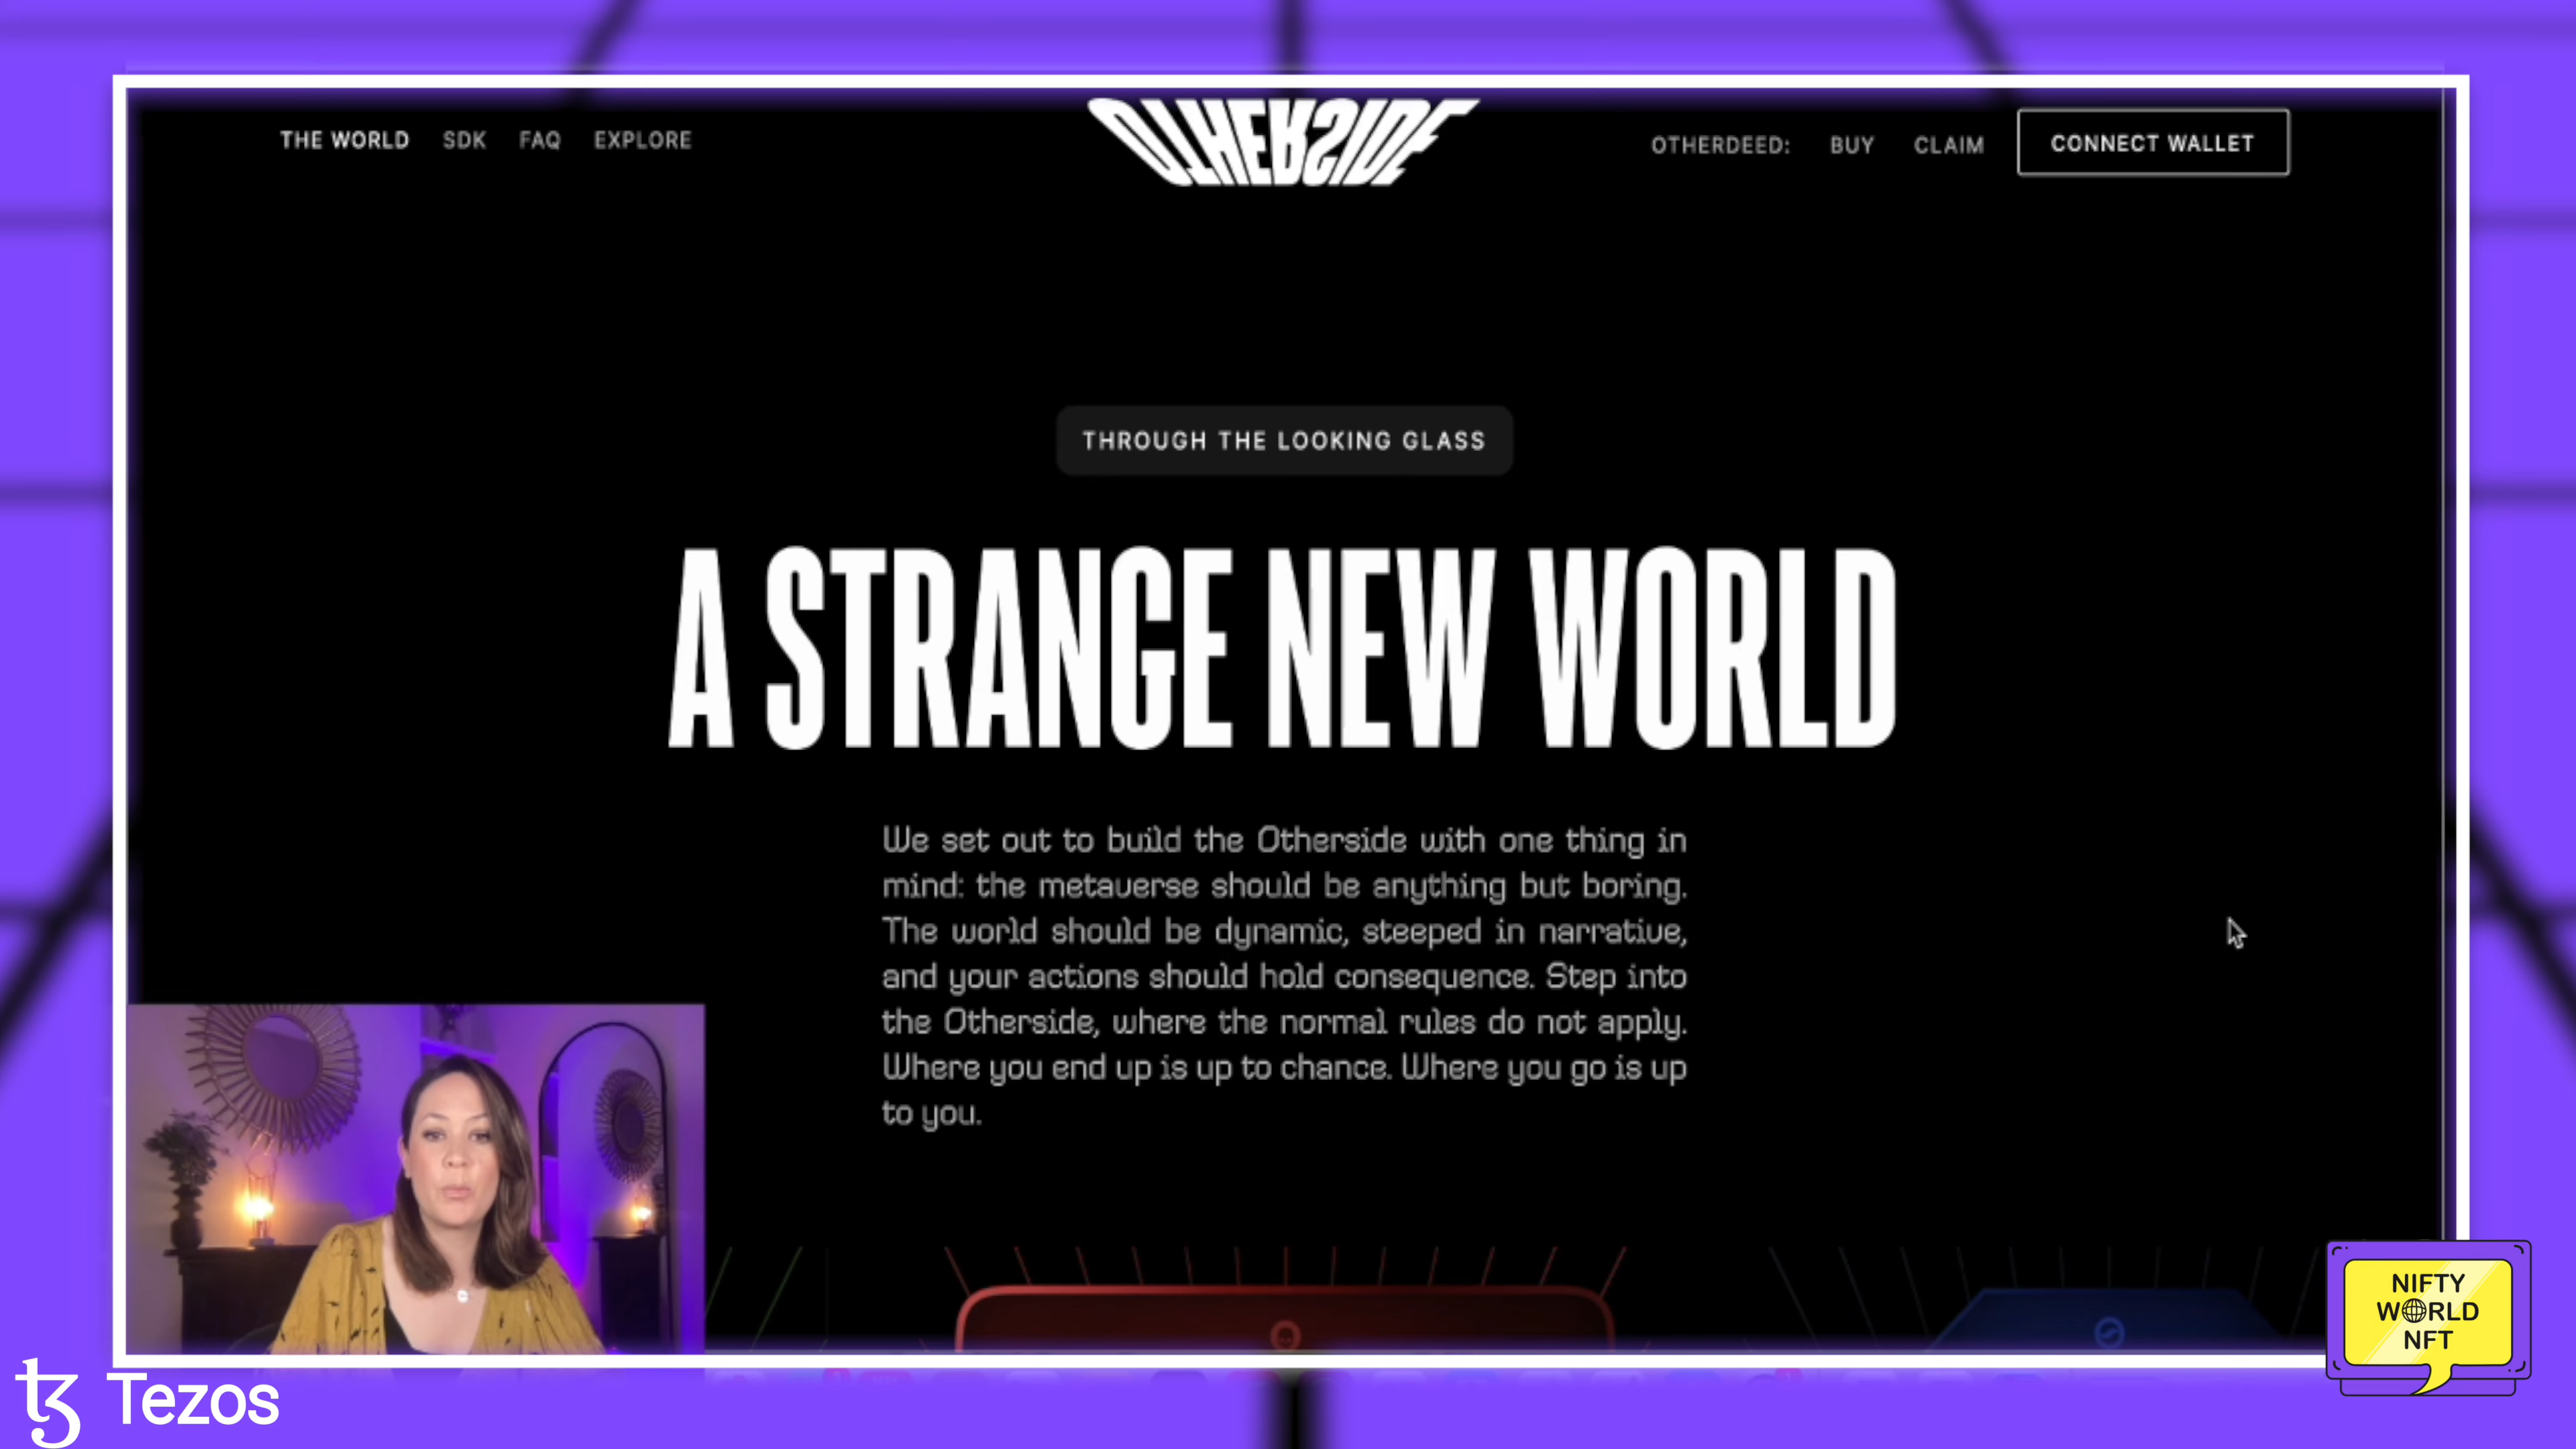 THE WORLD SDK FAQ EXPLORE
OTHERSIDE
OTHERDEED: BUY CLAIM CONNECT WALLET
THROUGH THE LOOKING GLASS
A STRANGE NEW WORLD
We set out to build the Otherside with one thing in
mind: the metaverse should be anything but boring.
The world should be dynamic, steeped in narrative,
and your actions should hold consequence. Step into
the Otherside, where the normal rules do not apply.
Where you end up is up to chance. Where you go is up
to you.
NIFTY
WORLD
NFT
Tezos